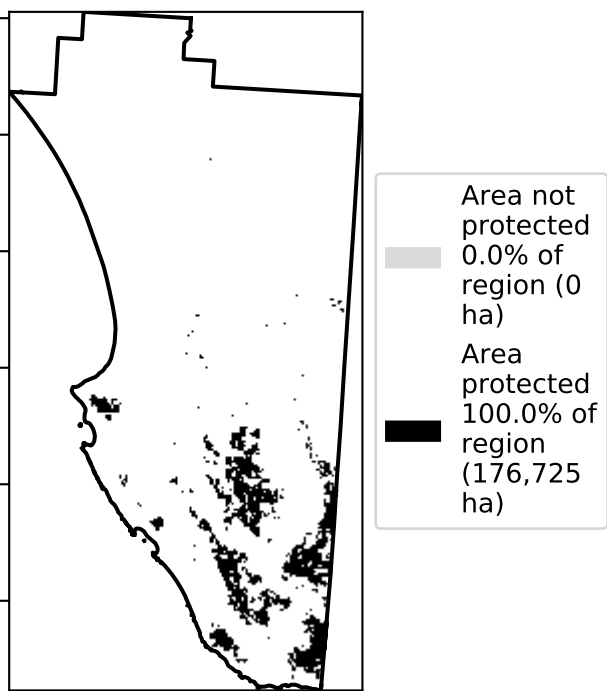 Area not
protected
0.0% of
region (0
ha)
Area
protected
100.0% of
region
(176,725
ha)